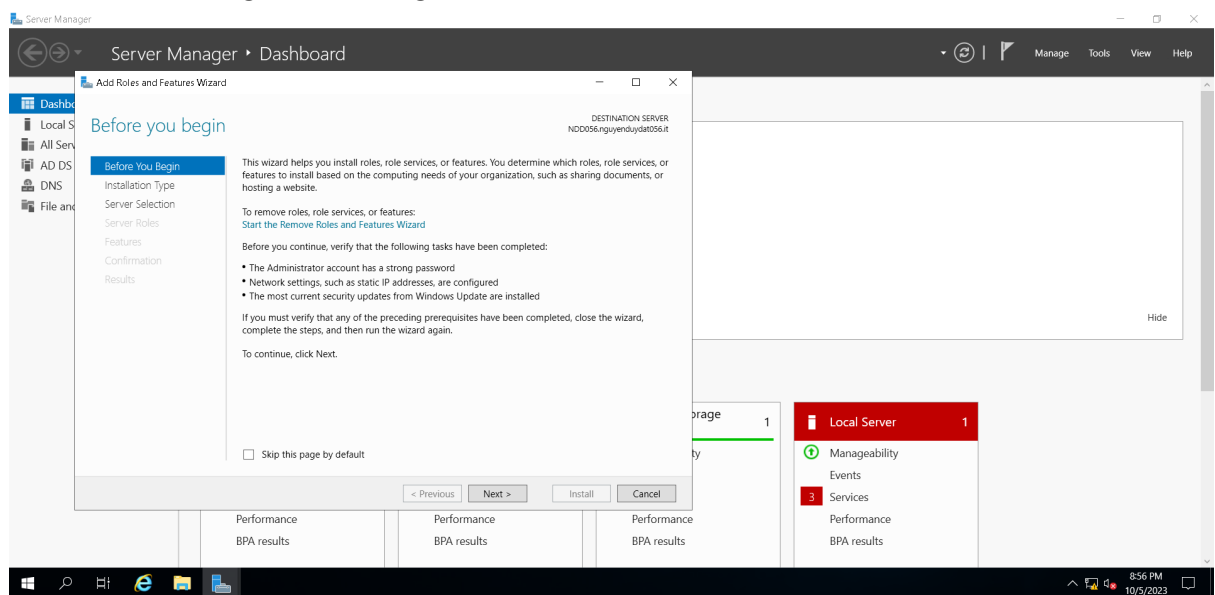 Server Manager
Server Manager • Dashboard
Manage Tools View Help
Add Roles and Features Wizard
Dashbo
Local S
All Serv
AD DS
DNS
File and
Before you begin
DESTINATION SERVER
NDD056.nguyenduydat056.it
Before You Begin
Installation Type
Server Selection
Server Roles
Features
Confirmation
Results
This wizard helps you install roles, role services, or features. You determine which roles, role services, or
features to install based on the computing needs of your organization, such as sharing documents, or
hosting a website.
To remove roles, role services, or features:
Start the Remove Roles and Features Wizard
Before you continue, verify that the following tasks have been completed:
• The Administrator account has a strong password
• Network settings, such as static IP addresses, are configured
• The most current security updates from Windows Update are installed
If you must verify that any of the preceding prerequisites have been completed, close the wizard,
complete the steps, and then run the wizard again.
To continue, click Next.
Skip this page by default
< Previous Next > Install Cancel
Hide
orage 1
ty
Performance
BPA results
Performance
BPA results
Performance
BPA results
Local Server 1
Manageability
Events
3 Services
Performance
BPA results
8:56 PM
10/5/2023